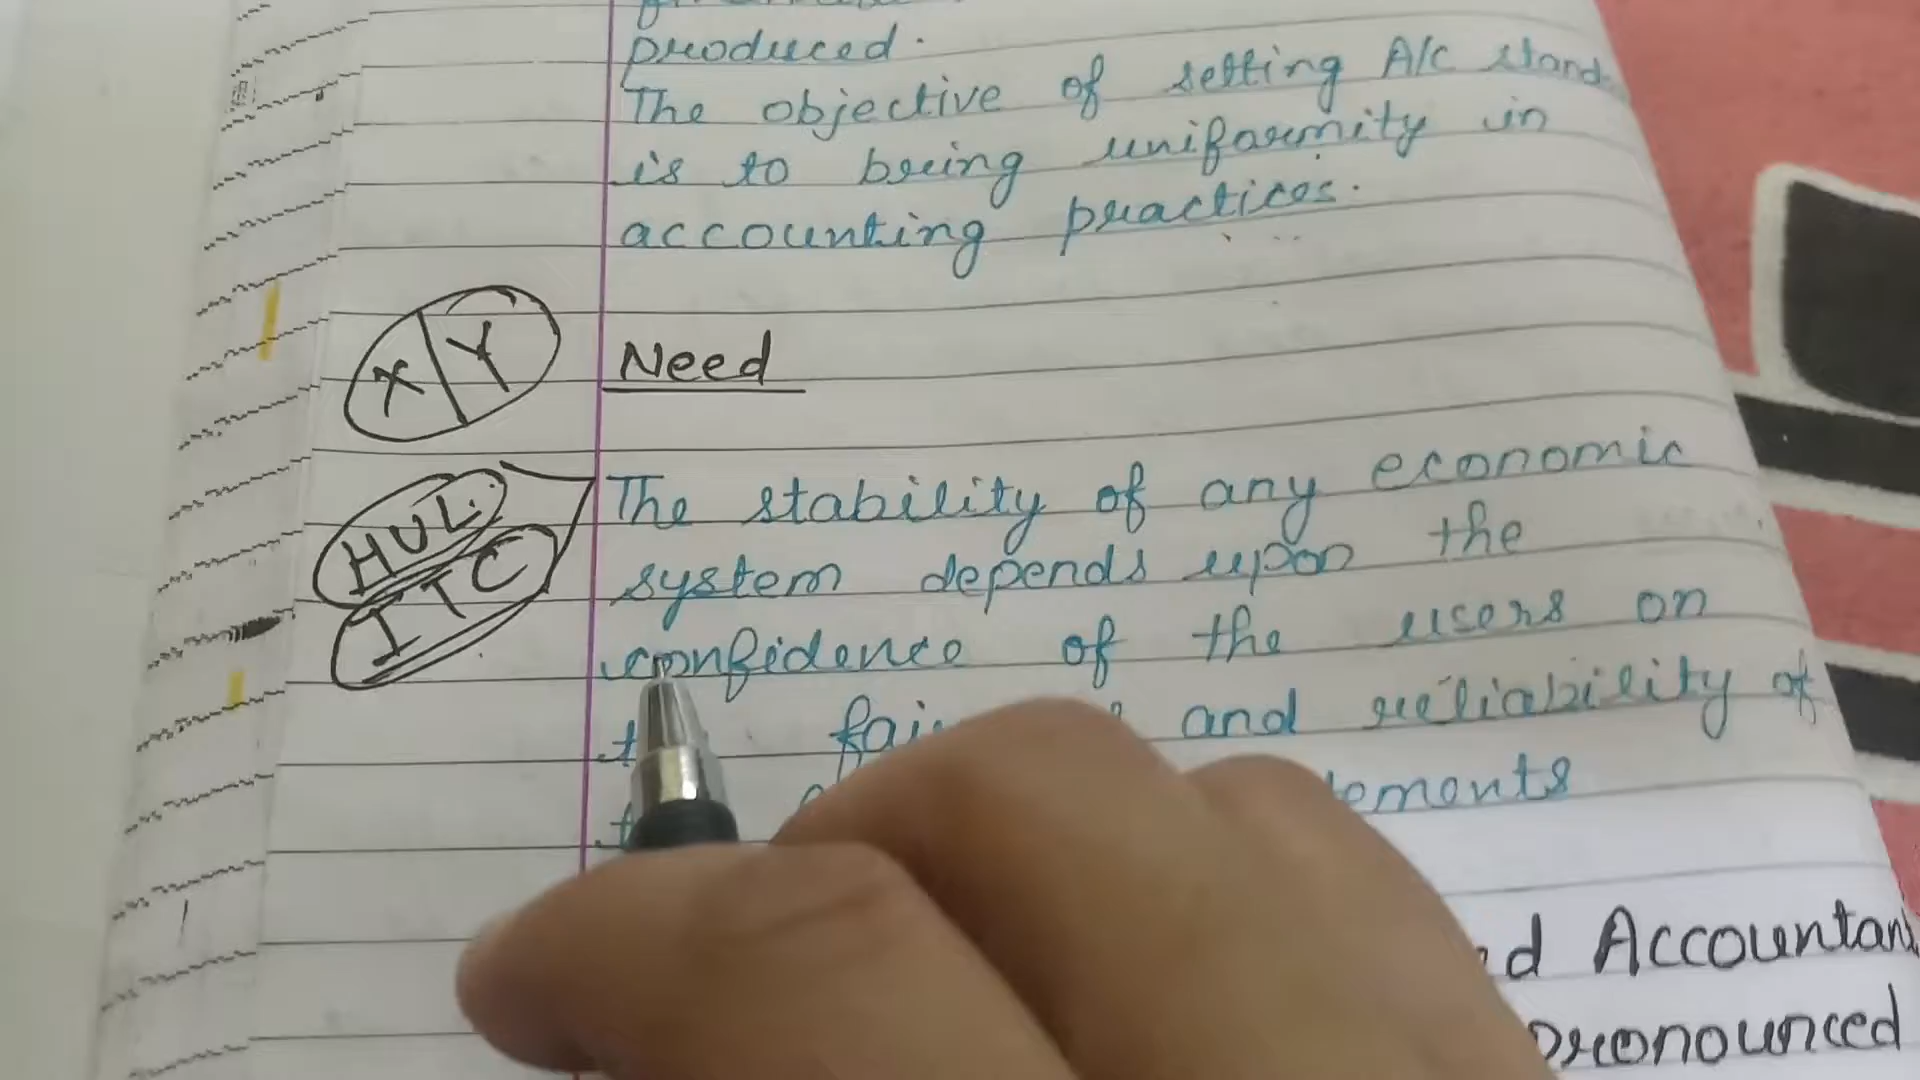 produced.
The objective of setting A/c stand
is to bring uniformity in
accounting practices.
X Y
Need
HUL
ITC
The stability of any economic
system depends upon the
confidence of the users on
and reliability of
d Accountant
pronounced